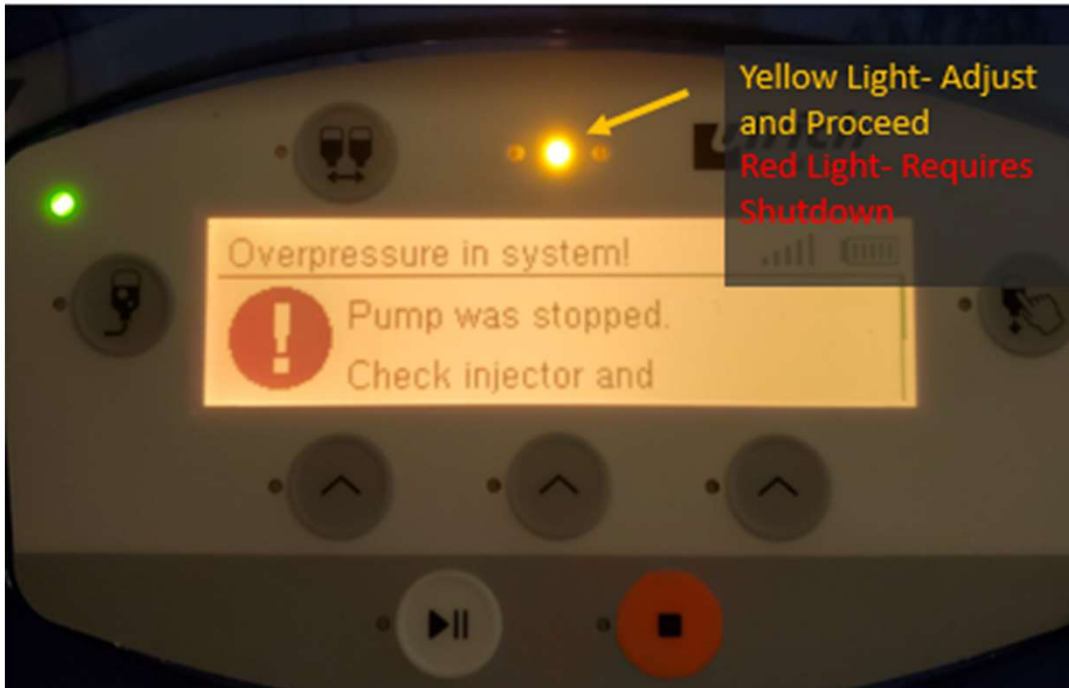 Yellow Light- Adjust
and Proceed
Red Light- Requires
Shutdown
Overpressure in system!
Pump was stopped.
Check injector and